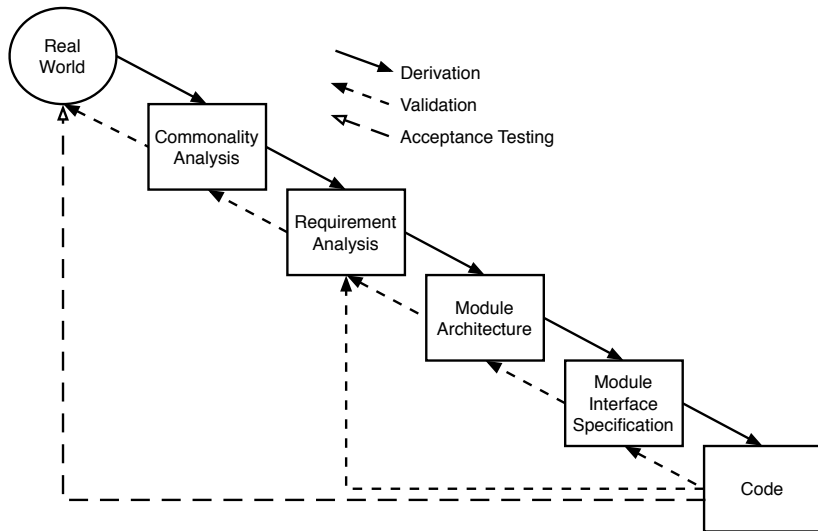 Real
World
Derivation
Validation
Acceptance Testing
Commonality
Analysis
Requirement
Analysis
Module
Architecture
Module
Interface
Specification
Code